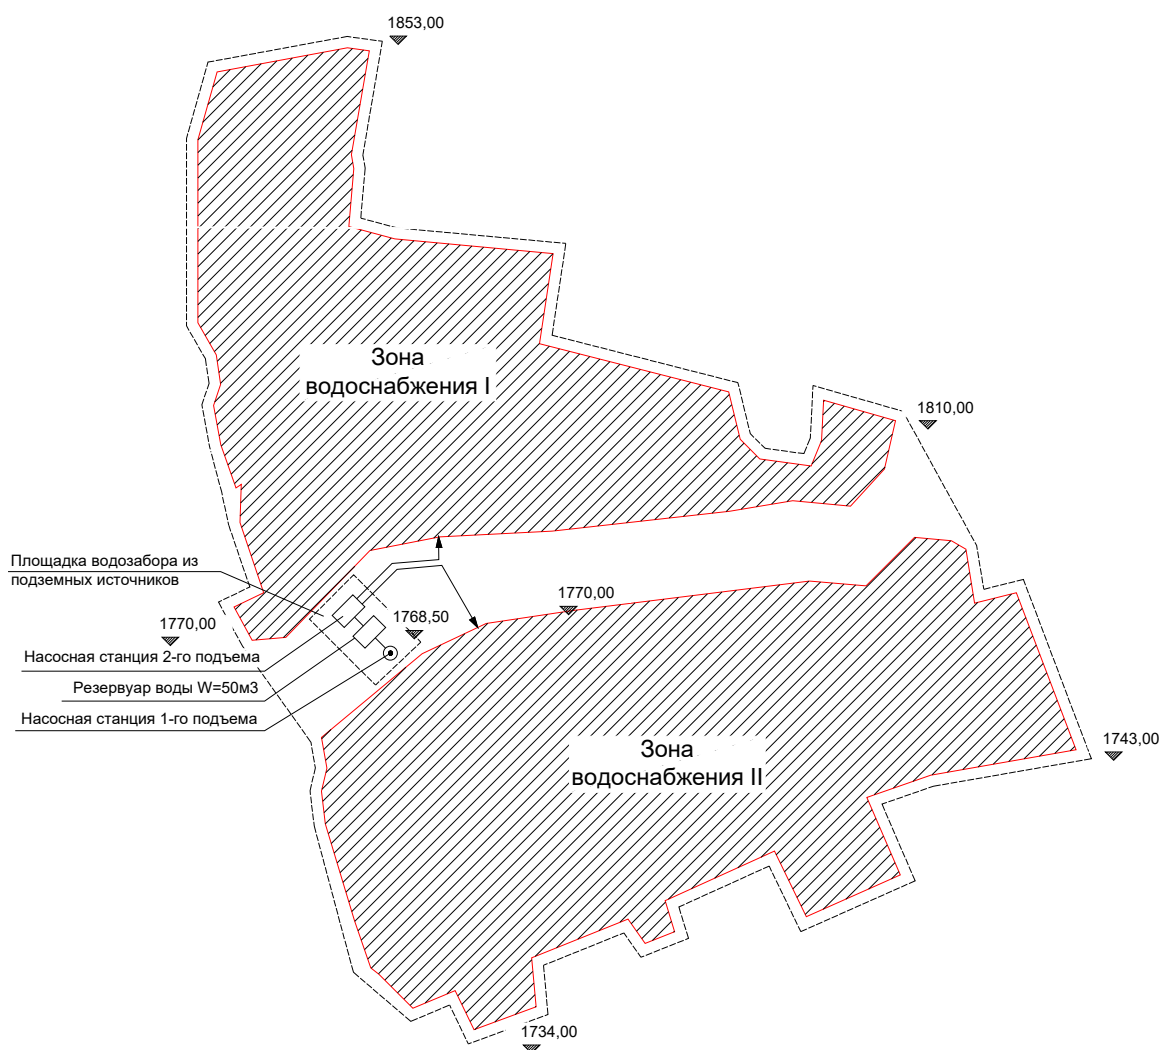 1853,00
Зона
водоснабжения I
1810,00
Площадка водозабора из
подземных источников
1770,00
1768,50
1770,00
Насосная станция 2-го подъема
Резервуар воды W=50м3
Насосная станция 1-го подъема
Зона
водоснабжения II
1743,00
1734,00